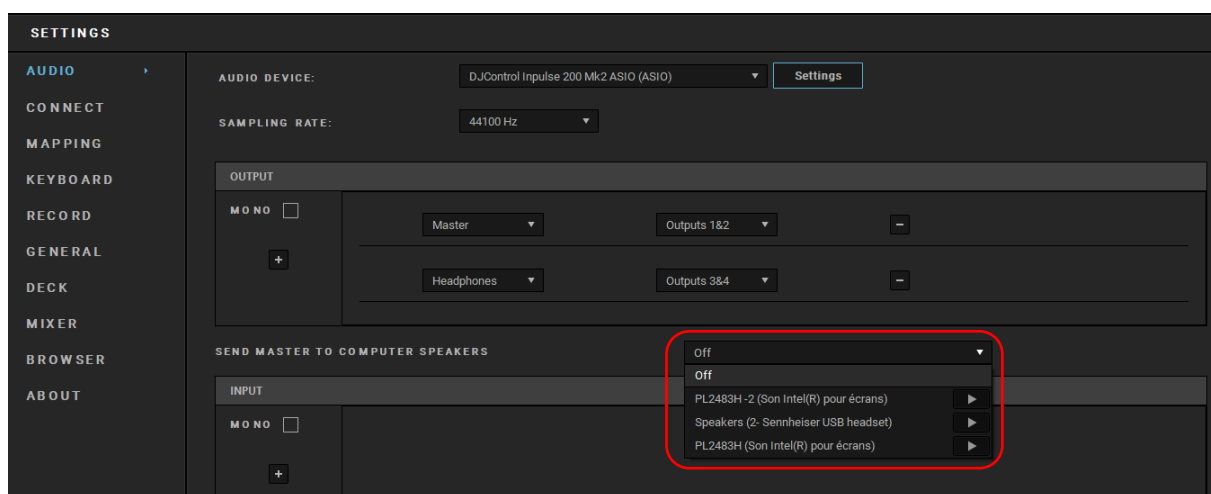 SETTINGS
AUDIO
CONNECT
MAPPING
KEYBOARD
RECORD
GENERAL
DECK
MIXER
BROWSER
ABOUT
AUDIO DEVICE: DJControl Inpulse 200 Mk2 ASIO (ASIO) Settings
SAMPLING RATE: 44100 Hz
OUTPUT
MONO
Master Outputs 1&2 −
+
Headphones Outputs 3&4 −
SEND MASTER TO COMPUTER SPEAKERS Off
Off
PL2483H -2 (Son Intel(R) pour écrans)
Speakers (2- Sennheiser USB headset)
PL2483H (Son Intel(R) pour écrans)
INPUT
MONO
+